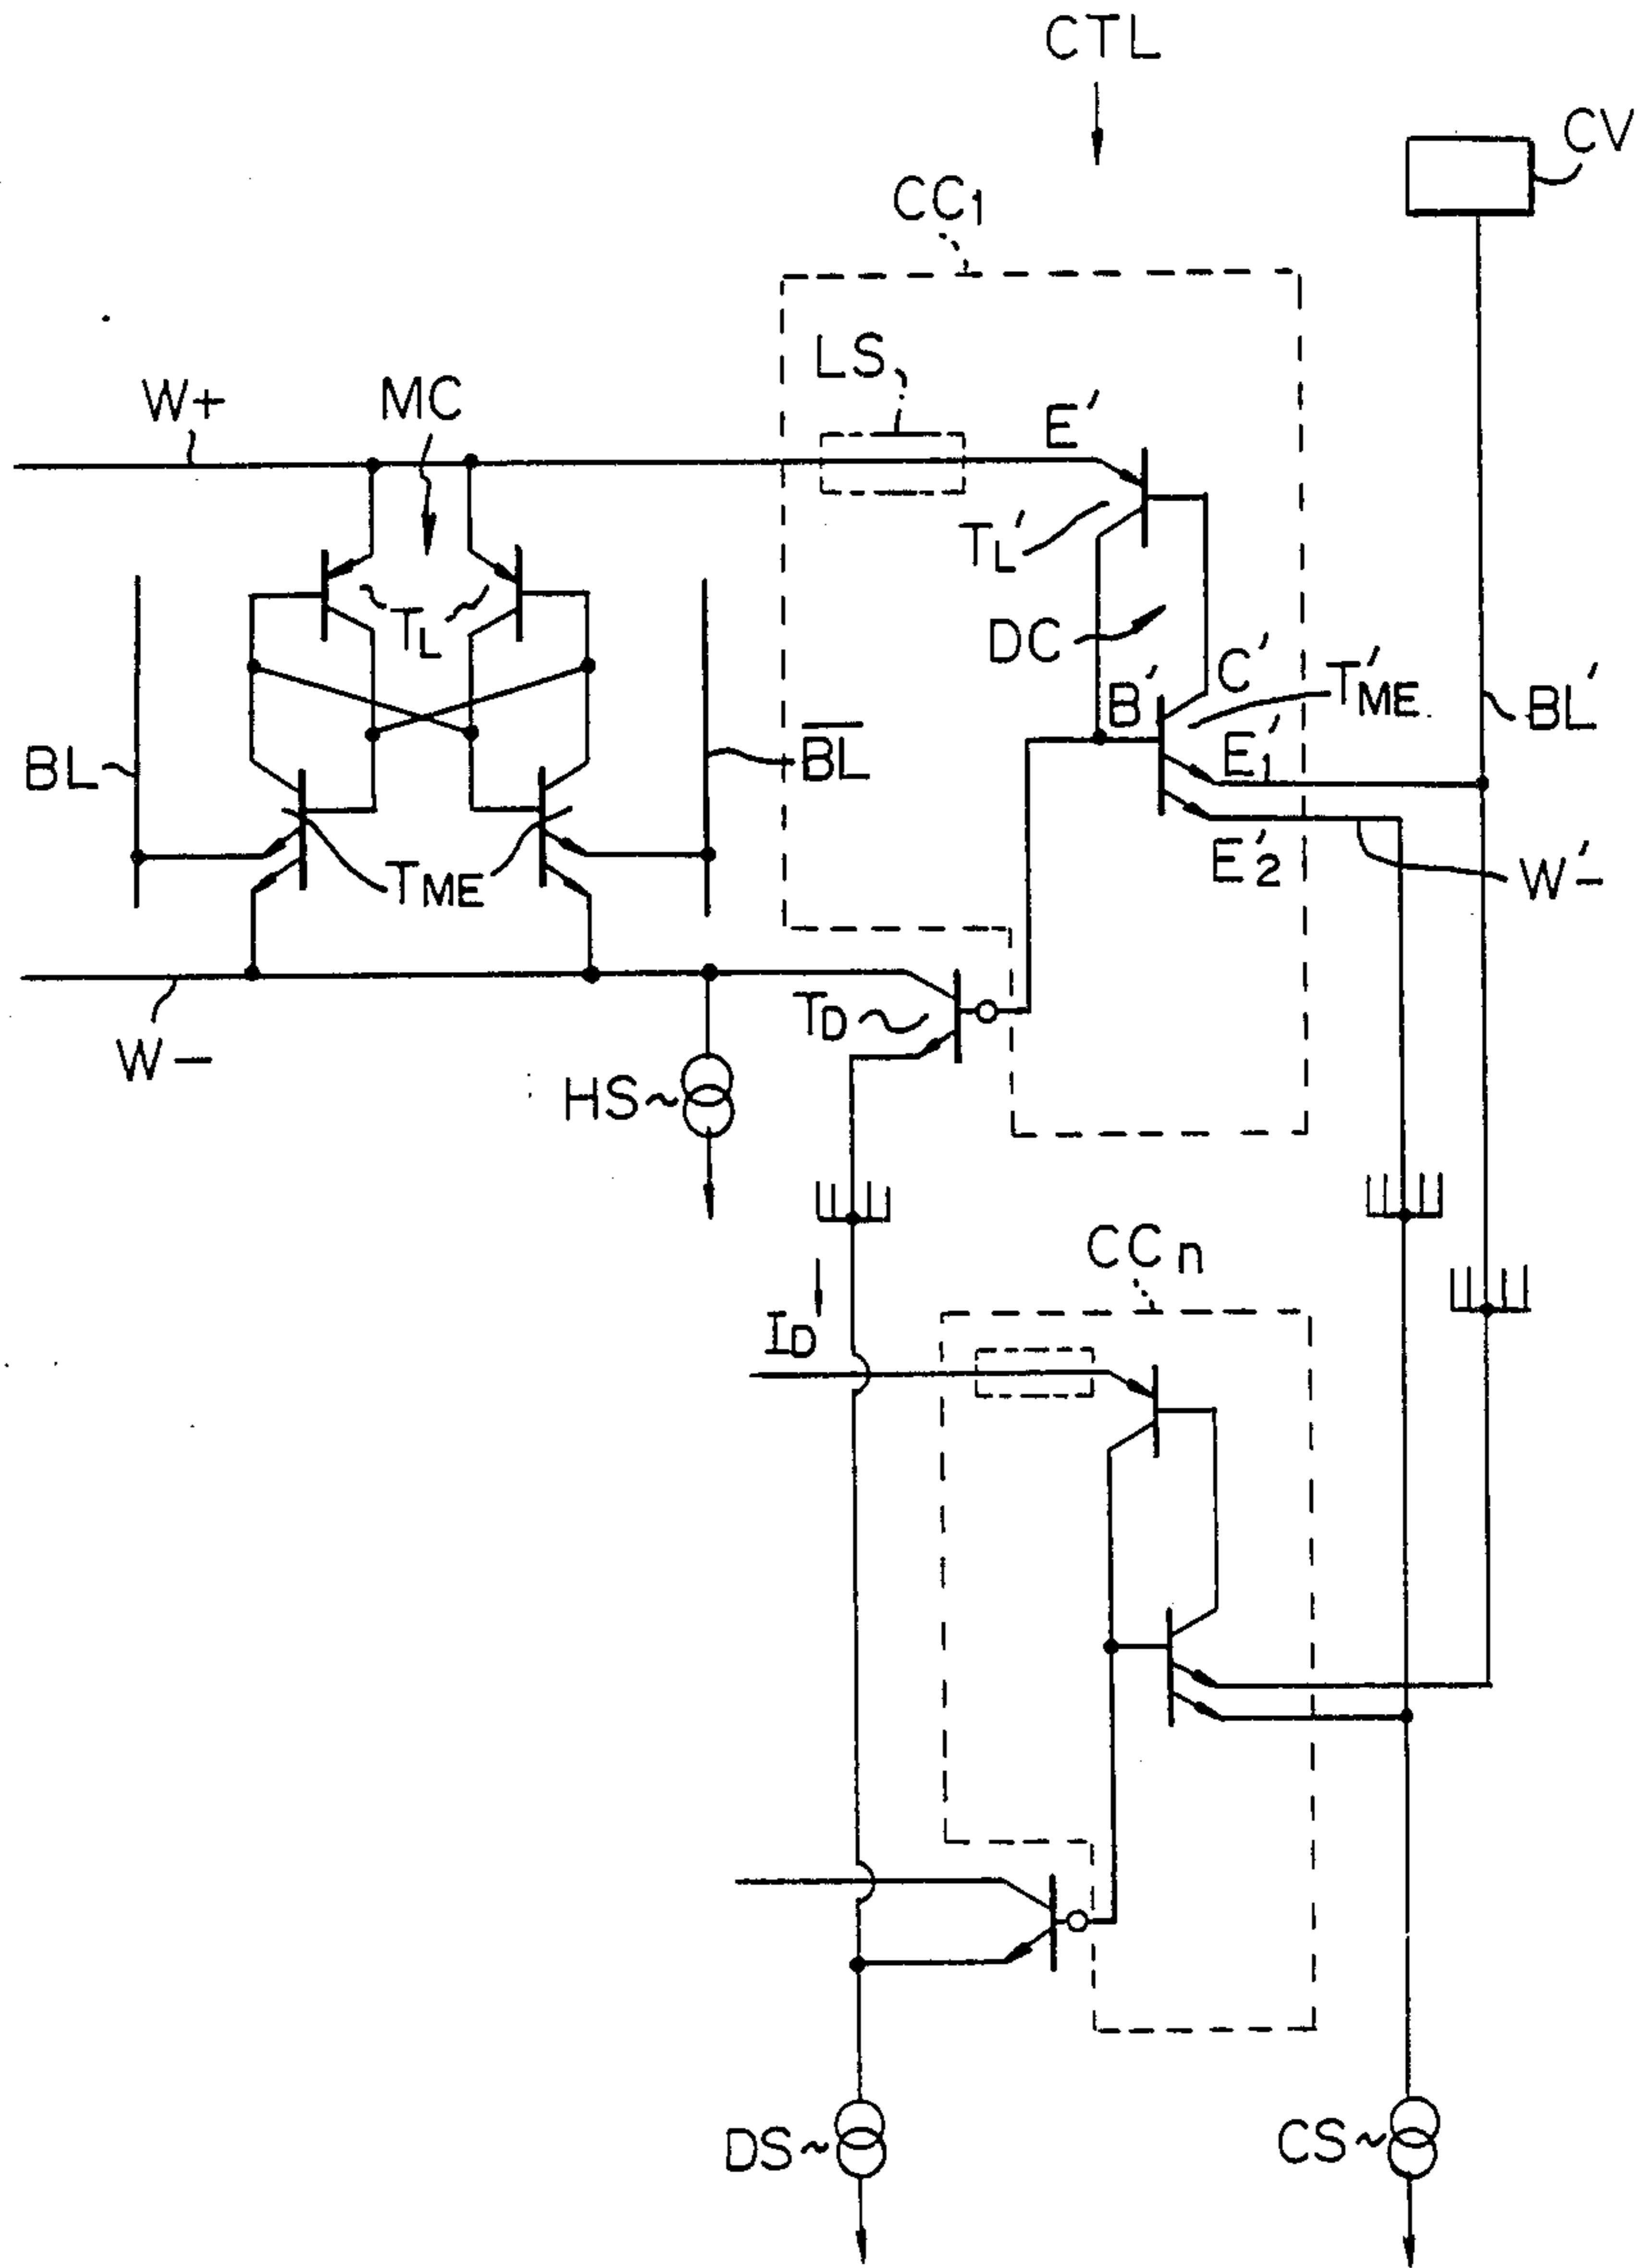 CTL
CV
CC1
LS
W+
MC
E'
TL'
TL
DC
C'
T'ME
B'
BL'
BL
B̅L̅
E'1
TME
E'2
W'-
TD
W-
HS
CCn
ID
DS
CS